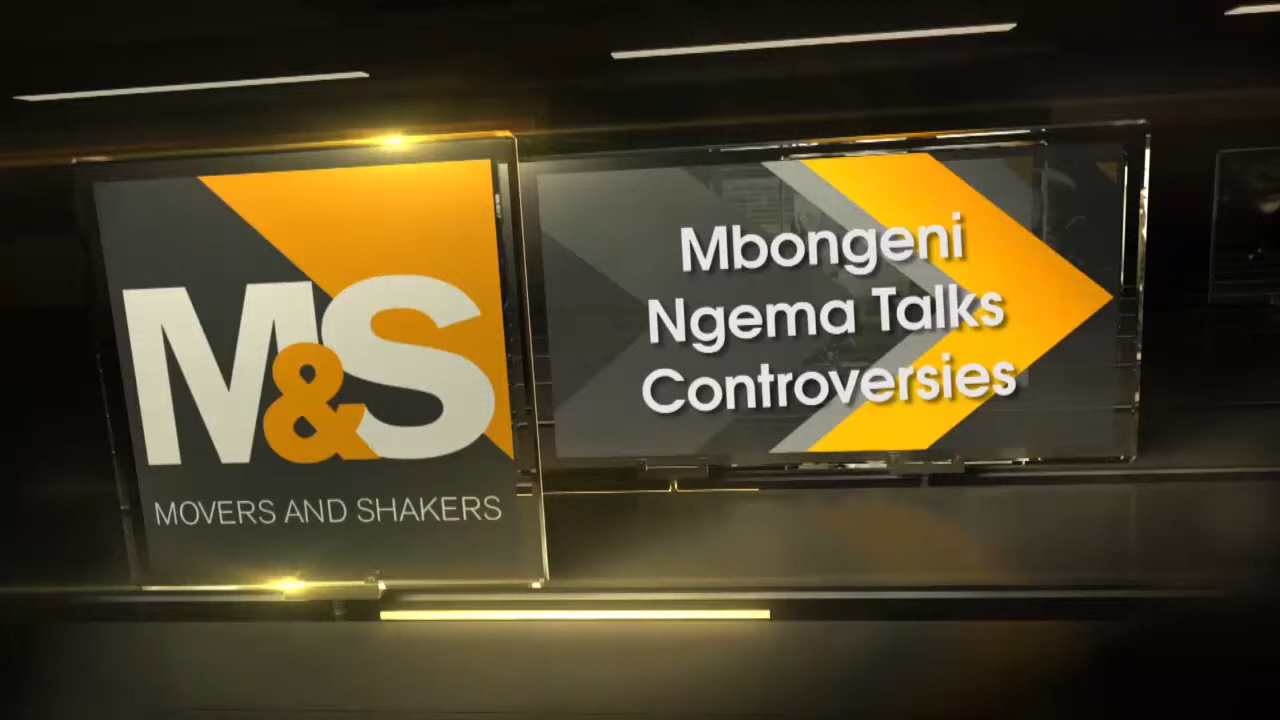 M&S
MOVERS AND SHAKERS
Mbongeni
Ngema Talks
Controversies